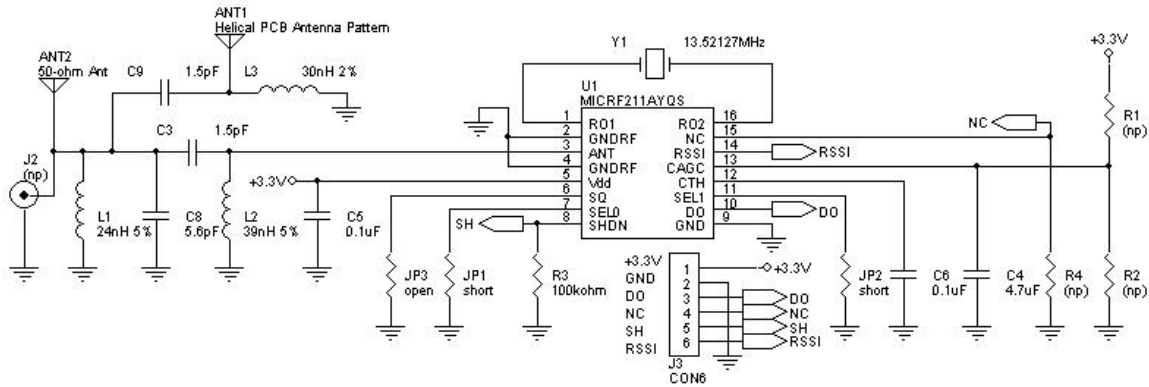 ANT1
Helical PCB Antenna Pattern
ANT2
50-ohm Ant
C9
1.5pF
L3
30nH 2%
Y1
13.52127MHz
+3.3V
U1
MICRF211AYQS
R1
(np)
C3
1.5pF
J2
(np)
1 RO1 RO2 16
2 GNDRF NC 15
3 ANT RSSI 14
4 GNDRF CAGC 13
5 Vdd CTH 12
6 SQ SEL1 11
7 SEL0 DO 10
8 SHDN GND 9
NC
RSSI
DO
+3.3V
SH
L1
24nH 5%
C8
5.6pF
L2
39nH 5%
C5
0.1uF
JP3
open
JP1
short
R3
100kohm
JP2
short
C6
0.1uF
C4
4.7uF
R4
(np)
R2
(np)
+3.3V 1 +3.3V
GND 2
DO 3 DO
NC 4 NC
SH 5 SH
RSSI 6 RSSI
J3
CON6